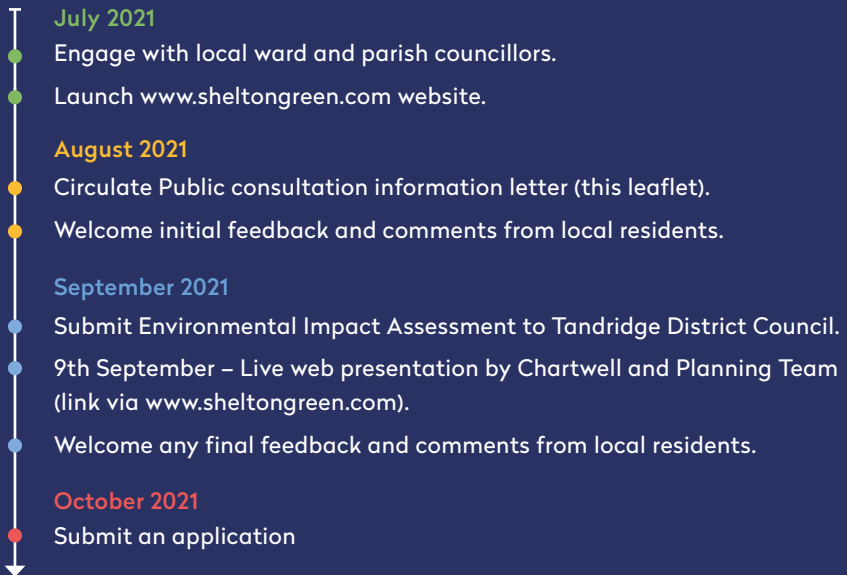 July 2021
Engage with local ward and parish councillors.
Launch www.sheltongreen.com website.
August 2021
Circulate Public consultation information letter (this leaflet).
Welcome initial feedback and comments from local residents.
September 2021
Submit Environmental Impact Assessment to Tandridge District Council.
9th September – Live web presentation by Chartwell and Planning Team
(link via www.sheltongreen.com).
Welcome any final feedback and comments from local residents.
October 2021
Submit an application